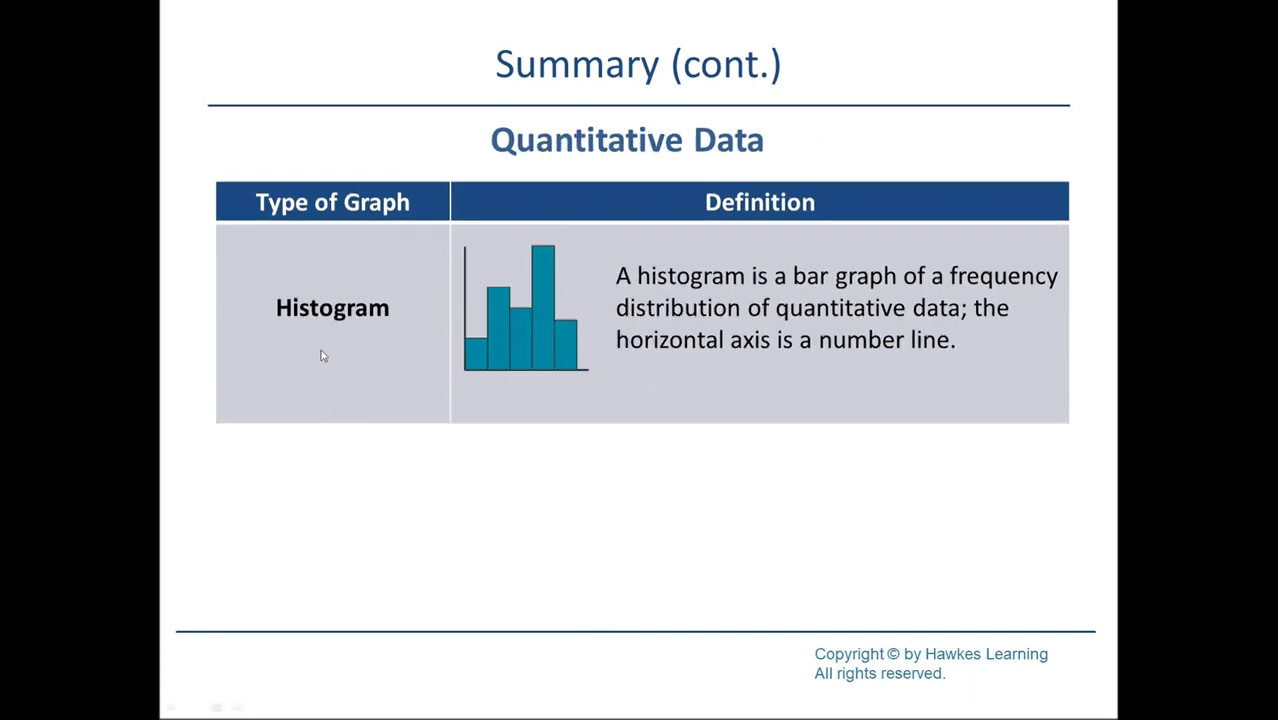 Summary (cont.)
Quantitative Data
Type of Graph
Definition
Histogram
A histogram is a bar graph of a frequency
distribution of quantitative data; the
horizontal axis is a number line.
Copyright © by Hawkes Learning
All rights reserved.